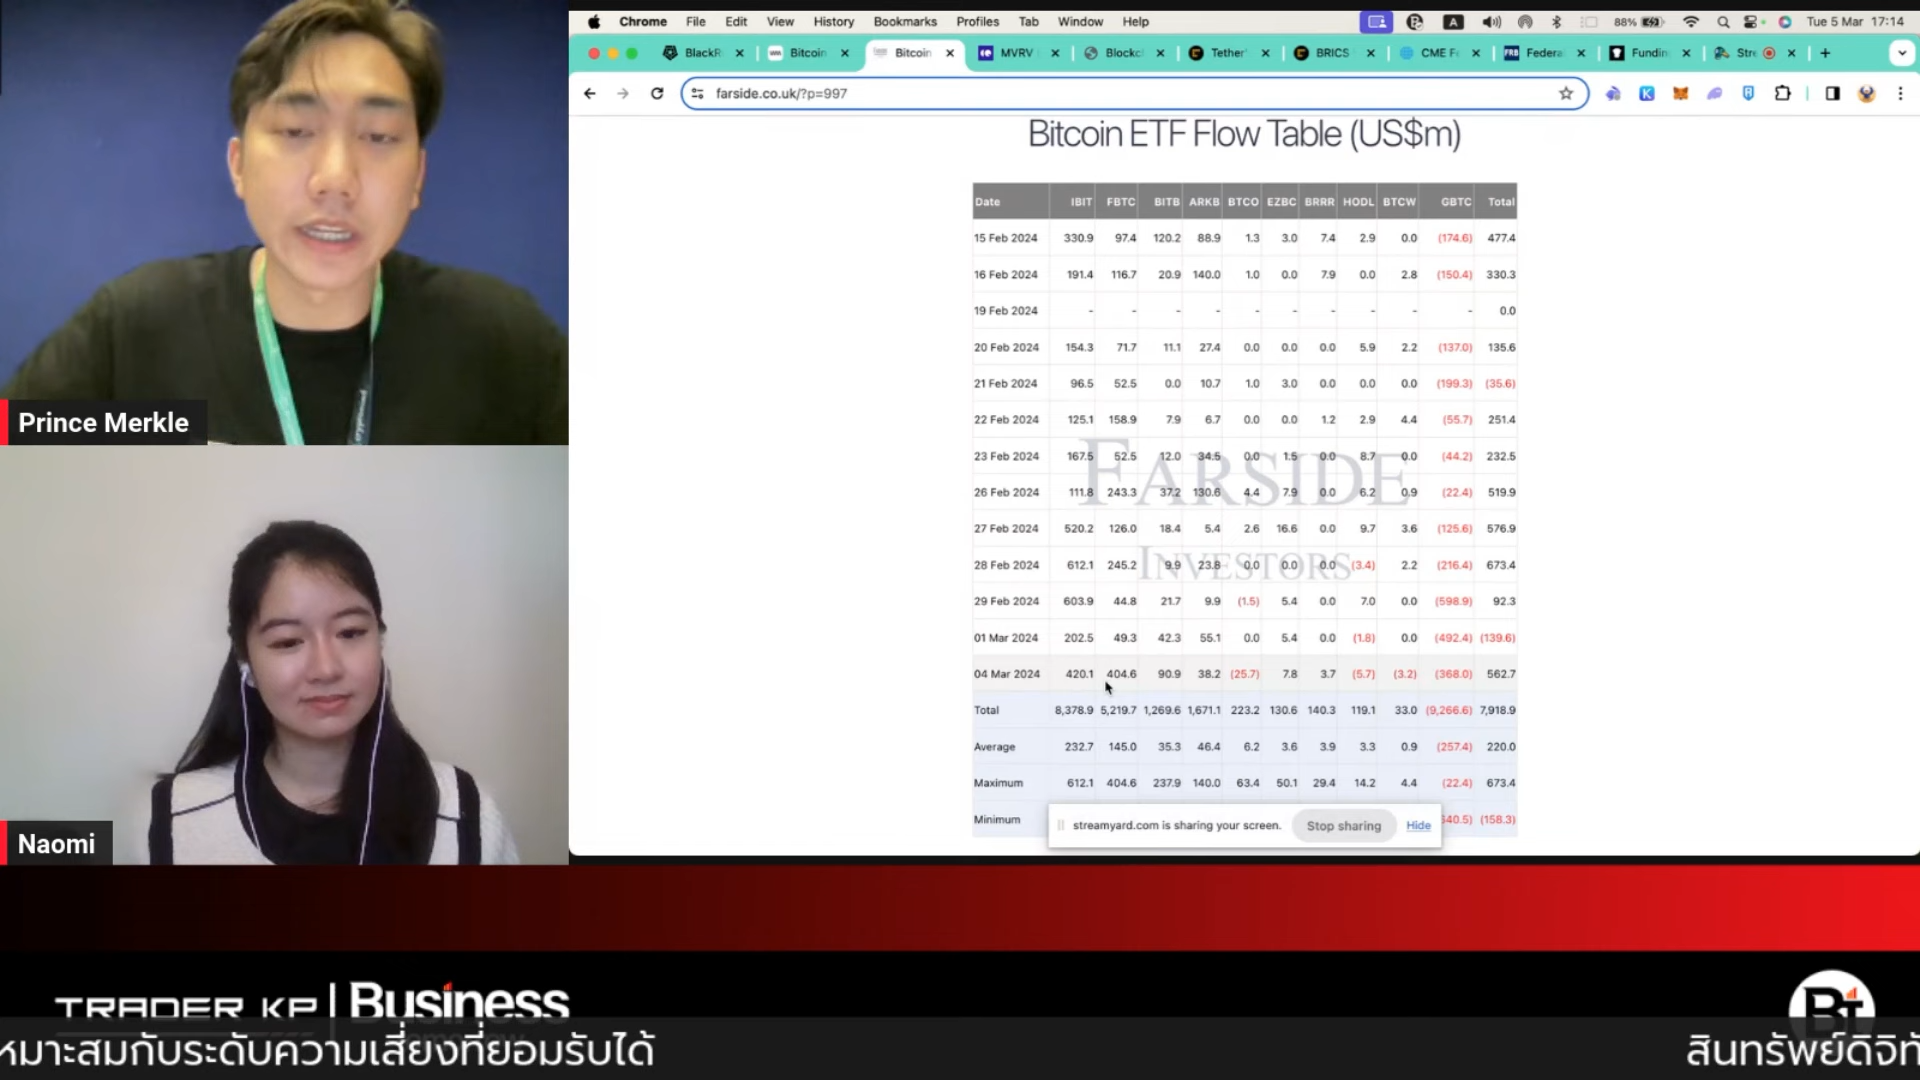 Chrome File Edit View History Bookmarks Profiles Tab Window Help A 88% Tue 5 Mar 17:14
BlackR Bitcoin Bitcoin MVRV Blockc Tether' BRICS CME F FRB Federa Fundin Stre
farside.co.uk/?p=997
Bitcoin ETF Flow Table (US$m)
Date IBIT FBTC BITB ARKB BTCO EZBC BRRR HODL BTCW GBTC Total
15 Feb 2024 330.9 97.4 120.2 88.9 1.3 3.0 7.4 2.9 0.0 (174.6) 477.4
16 Feb 2024 191.4 116.7 20.9 140.0 1.0 0.0 7.9 0.0 2.8 (150.4) 330.3
19 Feb 2024 - - - - - - - - - - 0.0
20 Feb 2024 154.3 71.7 11.1 27.4 0.0 0.0 0.0 5.9 2.2 (137.0) 135.6
21 Feb 2024 96.5 52.5 0.0 10.7 1.0 3.0 0.0 0.0 0.0 (199.3) (35.6)
22 Feb 2024 125.1 158.9 7.9 6.7 0.0 0.0 1.2 2.9 4.4 (55.7) 251.4
23 Feb 2024 167.5 52.5 12.0 34.5 0.0 1.5 0.0 8.7 0.0 (44.2) 232.5
26 Feb 2024 111.8 243.3 37.2 130.6 4.4 7.9 0.0 6.2 0.9 (22.4) 519.9
27 Feb 2024 520.2 126.0 18.4 5.4 2.6 16.6 0.0 9.7 3.6 (125.6) 576.9
28 Feb 2024 612.1 245.2 9.9 23.8 0.0 0.0 0.0 (3.4) 2.2 (216.4) 673.4
29 Feb 2024 603.9 44.8 21.7 9.9 (1.5) 5.4 0.0 7.0 0.0 (598.9) 92.3
01 Mar 2024 202.5 49.3 42.3 55.1 0.0 5.4 0.0 (1.8) 0.0 (492.4) (139.6)
04 Mar 2024 420.1 404.6 90.9 38.2 (25.7) 7.8 3.7 (5.7) (3.2) (368.0) 562.7
Total 8,378.9 5,219.7 1,269.6 1,671.1 223.2 130.6 140.3 119.1 33.0 (9,266.6) 7,918.9
Average 232.7 145.0 35.3 46.4 6.2 3.6 3.9 3.3 0.9 (257.4) 220.0
Maximum 612.1 404.6 237.9 140.0 63.4 50.1 29.4 14.2 4.4 (22.4) 673.4
Minimum 640.5) (158.3)
FARSIDE
INVESTORS
streamyard.com is sharing your screen. Stop sharing Hide
Prince Merkle
Naomi
TRADER KP | Business
Bt
หมาะสมกับระดับความเสี่ยงที่ยอมรับได้ สินทรัพย์ดิจิทั